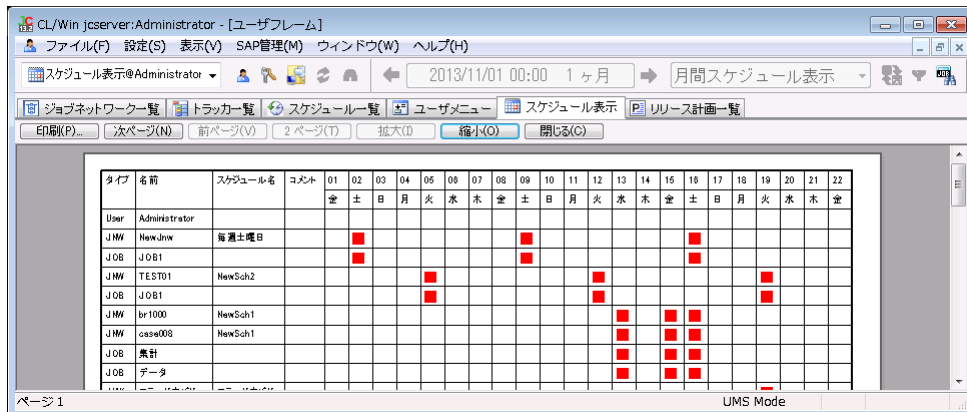 CL/Win jcserver:Administrator - [ユーザフレーム]
ファイル(F) 設定(S) 表示(V) SAP管理(M) ウィンドウ(W) ヘルプ(H)
スケジュール表示@Administrator 2013/11/01 00:00 1 ヶ月 月間スケジュール表示
ジョブネットワーク一覧 トラッカ一覧 スケジュール一覧 ユーザメニュー スケジュール表示 リリース計画一覧
印刷(P)... 次ページ(N) 前ページ(V) 2 ページ(T) 拡大(I) 縮小(O) 閉じる(C)
タイプ 名前 スケジュール名 コメント 01 02 03 04 05 06 07 08 09 10 11 12 13 14 15 16 17 18 19 20 21 22
金 土 日 月 火 水 木 金 土 日 月 火 水 木 金 土 日 月 火 水 木 金
User Administrator
JNW NewJnw 毎週土曜日
JOB JOB1
JNW TEST01 NewSch2
JOB JOB1
JNW br1000 NewSch1
JNW case008 NewSch1
JOB 集計
JOB データ
ページ 1 UMS Mode